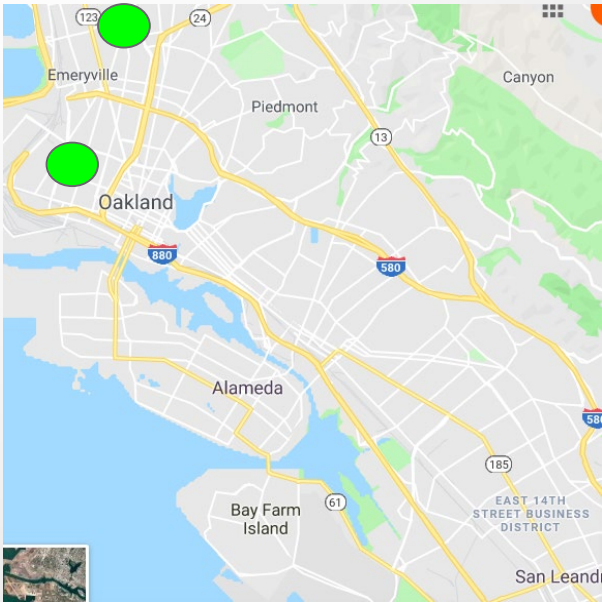 123
24
Emeryville
Canyon
Piedmont
13
Oakland
880
580
Alameda
580
185
61
EAST 14TH
STREET BUSINESS
DISTRICT
Bay Farm
Island
San Leandr